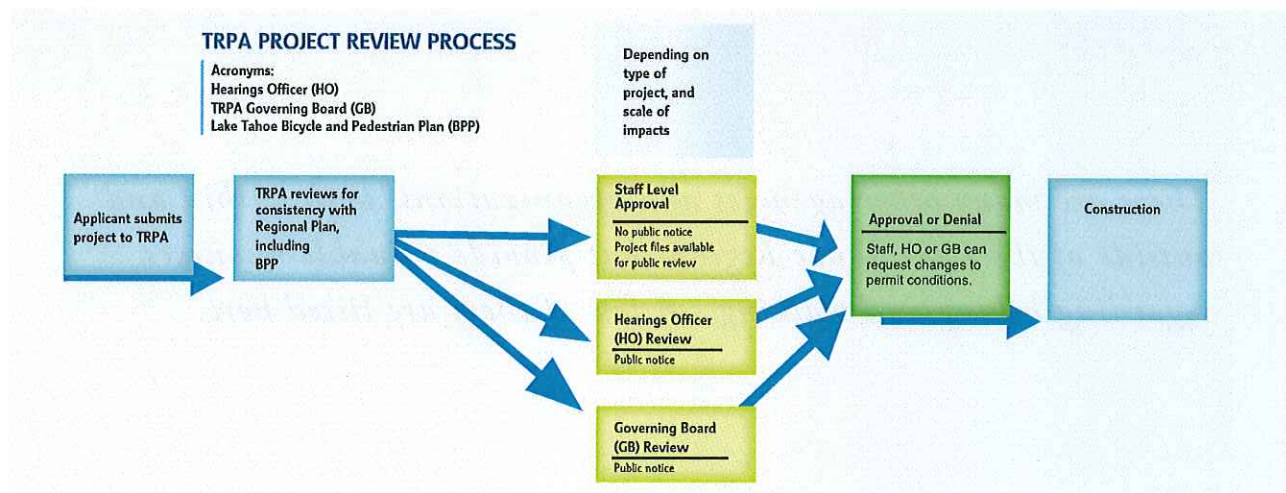 TRPA PROJECT REVIEW PROCESS
Acronyms:
Hearings Officer (HO)
TRPA Governing Board (GB)
Lake Tahoe Bicycle and Pedestrian Plan (BPP)
Depending on
type of
project, and
scale of
impacts
Applicant submits
project to TRPA
TRPA reviews for
consistency with
Regional Plan,
including
BPP
Staff Level
Approval
No public notice
Project files available
for public review
Hearings Officer
(HO) Review
Public notice
Governing Board
(GB) Review
Public notice
Approval or Denial
Staff, HO or GB can
request changes to
permit conditions.
Construction